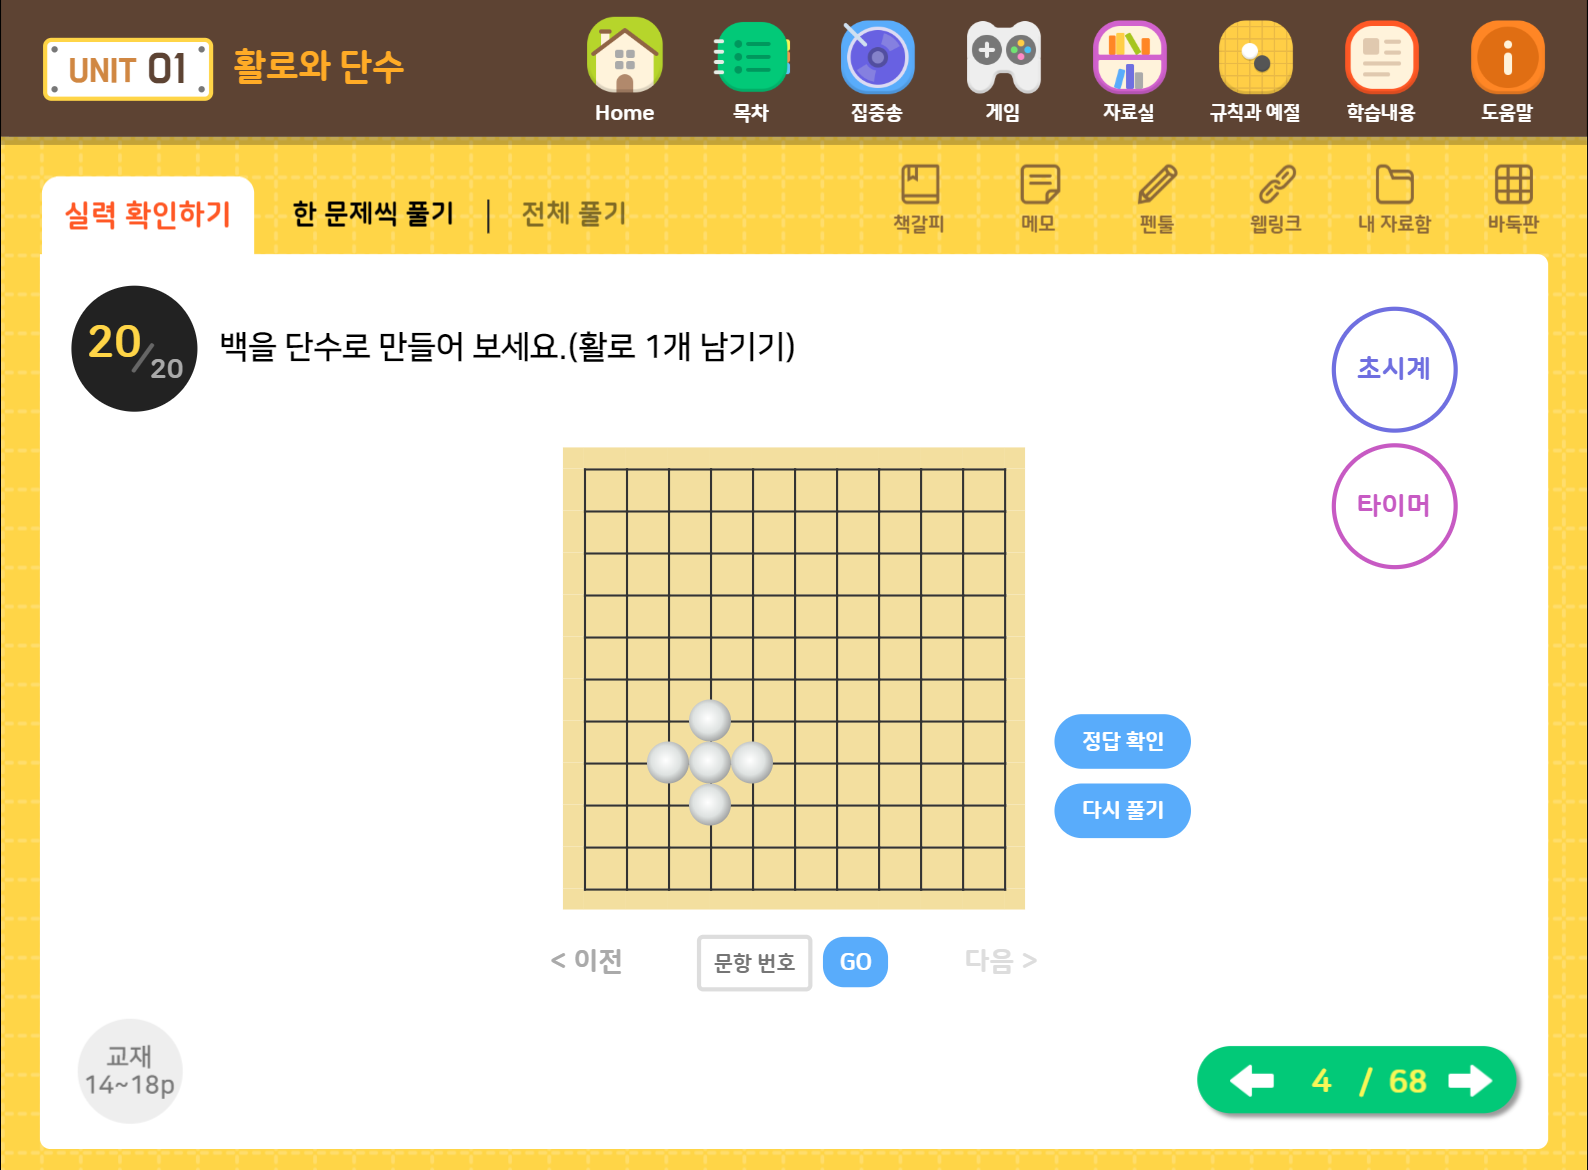 UNIT 01 활로와 단수
Home
목차
집중송
게임
자료실
규칙과 예절
학습내용
도움말
실력 확인하기
한 문제씩 풀기 | 전체 풀기
책갈피
메모
펜툴
웹링크
내 자료함
바둑판
20/20
백을 단수로 만들어 보세요.(활로 1개 남기기)
초시계
타이머
정답 확인
다시 풀기
< 이전
문항 번호
GO
다음 >
교재
14~18p
4 / 68